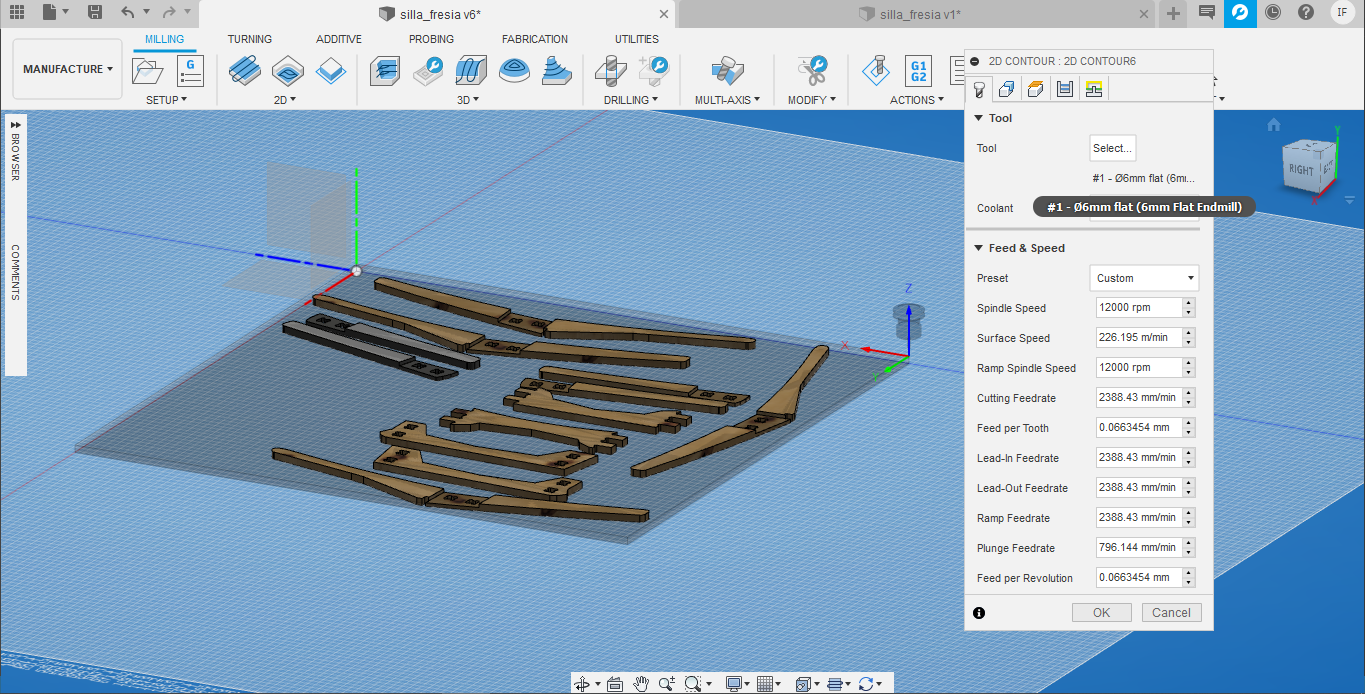 silla_fresia v6*
silla_fresia v1*
IF
MILLING
TURNING
ADDITIVE
PROBING
FABRICATION
UTILITIES
MANUFACTURE
G
G1
G2
SETUP
2D
3D
DRILLING
MULTI-AXIS
MODIFY
ACTIONS
BROWSER
COMMENTS
2D CONTOUR : 2D CONTOUR6
Tool
Tool
Select...
#1 - Ø6mm flat (6m...
Coolant
#1 - Ø6mm flat (6mm Flat Endmill)
Feed & Speed
Preset
Custom
Spindle Speed
12000 rpm
Surface Speed
226.195 m/min
Ramp Spindle Speed
12000 rpm
Cutting Feedrate
2388.43 mm/min
Feed per Tooth
0.0663454 mm
Lead-In Feedrate
2388.43 mm/min
Lead-Out Feedrate
2388.43 mm/min
Ramp Feedrate
2388.43 mm/min
Plunge Feedrate
796.144 mm/min
Feed per Revolution
0.0663454 mm
OK
Cancel
Z
X
Y
Y
RIGHT
X